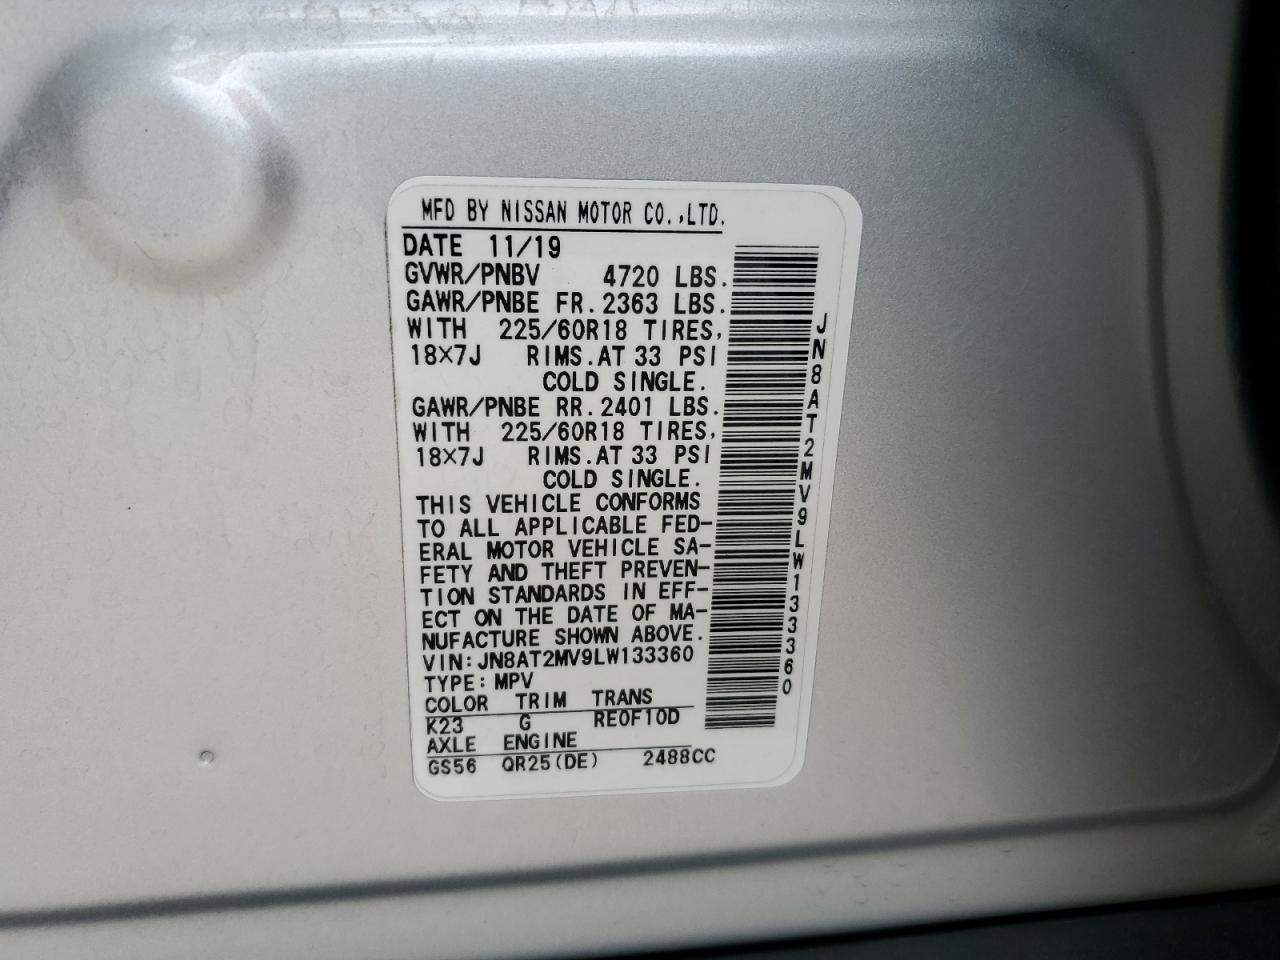 MFD BY NISSAN MOTOR CO.,LTD.
DATE 11/19
GVWR/PNBV 4720 LBS.
GAWR/PNBE FR. 2363 LBS.
WITH 225/60R18 TIRES,
18×7J RIMS. AT 33 PSI
COLD SINGLE.
GAWR/PNBE RR. 2401 LBS.
WITH 225/60R18 TIRES,
18×7J RIMS. AT 33 PSI
COLD SINGLE.
THIS VEHICLE CONFORMS
TO ALL APPLICABLE FED-
ERAL MOTOR VEHICLE SA-
FETY AND THEFT PREVEN-
TION STANDARDS IN EFF-
ECT ON THE DATE OF MA-
NUFACTURE SHOWN ABOVE.
VIN: JN8AT2MV9LW133360
TYPE: MPV
COLOR TRIM TRANS
K23 G RE0F10D
AXLE ENGINE
GS56 QR25(DE) 2488CC
JN8AT2MV9LW133360